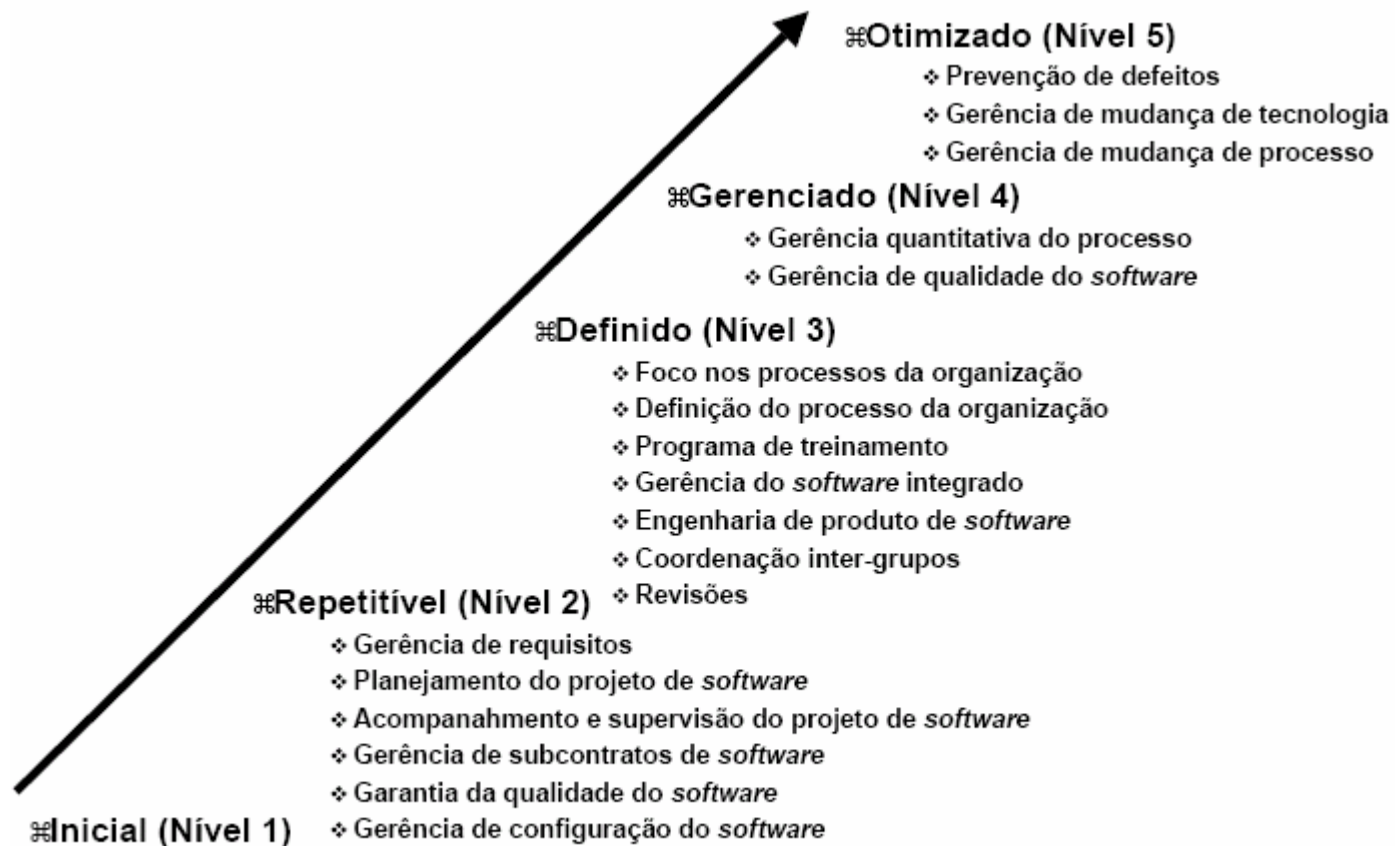 ⌘Otimizado (Nível 5)
❖ Prevenção de defeitos
❖ Gerência de mudança de tecnologia
❖ Gerência de mudança de processo
⌘Gerenciado (Nível 4)
❖ Gerência quantitativa do processo
❖ Gerência de qualidade do software
⌘Definido (Nível 3)
❖ Foco nos processos da organização
❖ Definição do processo da organização
❖ Programa de treinamento
❖ Gerência do software integrado
❖ Engenharia de produto de software
❖ Coordenação inter-grupos
❖ Revisões
⌘Repetitível (Nível 2)
❖ Gerência de requisitos
❖ Planejamento do projeto de software
❖ Acompanahmento e supervisão do projeto de software
❖ Gerência de subcontratos de software
❖ Garantia da qualidade do software
❖ Gerência de configuração do software
⌘Inicial (Nível 1)